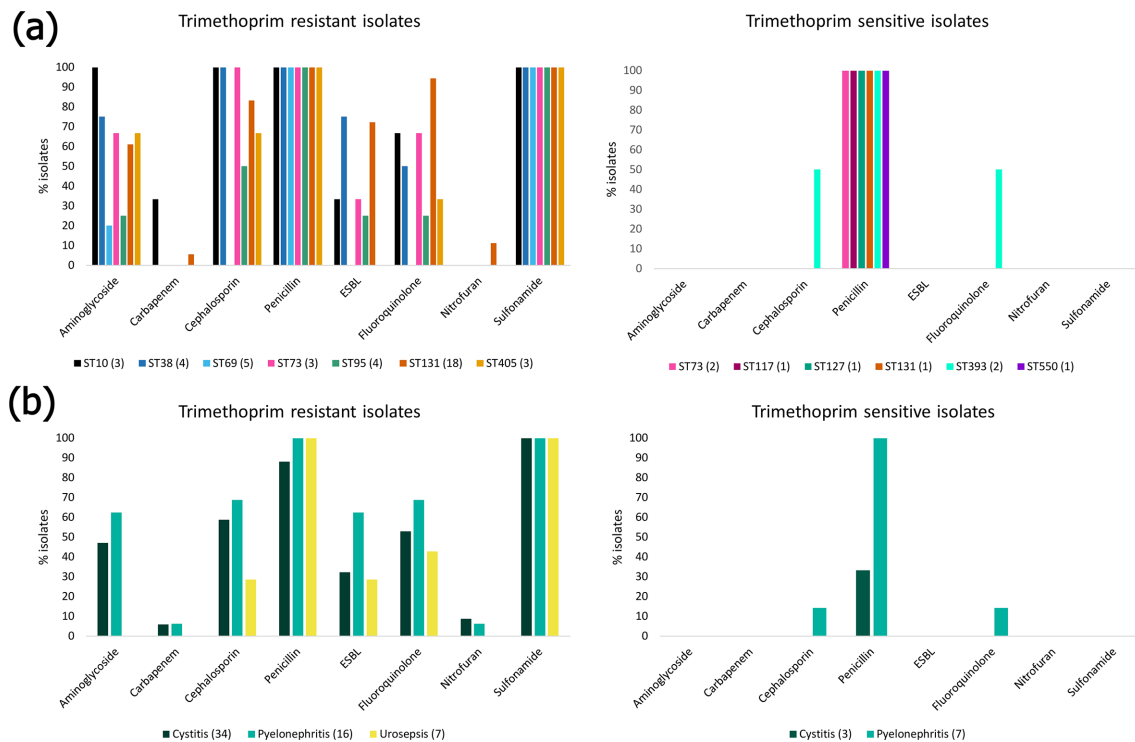 (a)
Trimethoprim resistant isolates
100
90
80
70
60
50
40
30
20
10
0
% isolates
Aminoglycoside
Carbapenem
Cephalosporin
Penicillin
ESBL
Fluoroquinolone
Nitrofuran
Sulfonamide
ST10 (3) ST38 (4) ST69 (5) ST73 (3) ST95 (4) ST131 (18) ST405 (3)
Trimethoprim sensitive isolates
100
90
80
70
60
50
40
30
20
10
0
% isolates
Aminoglycoside
Carbapenem
Cephalosporin
Penicillin
ESBL
Fluoroquinolone
Nitrofuran
Sulfonamide
ST73 (2) ST117 (1) ST127 (1) ST131 (1) ST393 (2) ST550 (1)
(b)
Trimethoprim resistant isolates
100
90
80
70
60
50
40
30
20
10
0
% isolates
Aminoglycoside
Carbapenem
Cephalosporin
Penicillin
ESBL
Fluoroquinolone
Nitrofuran
Sulfonamide
Cystitis (34) Pyelonephritis (16) Urosepsis (7)
Trimethoprim sensitive isolates
100
90
80
70
60
50
40
30
20
10
0
% isolates
Aminoglycoside
Carbapenem
Cephalosporin
Penicillin
ESBL
Fluoroquinolone
Nitrofuran
Sulfonamide
Cystitis (3) Pyelonephritis (7)